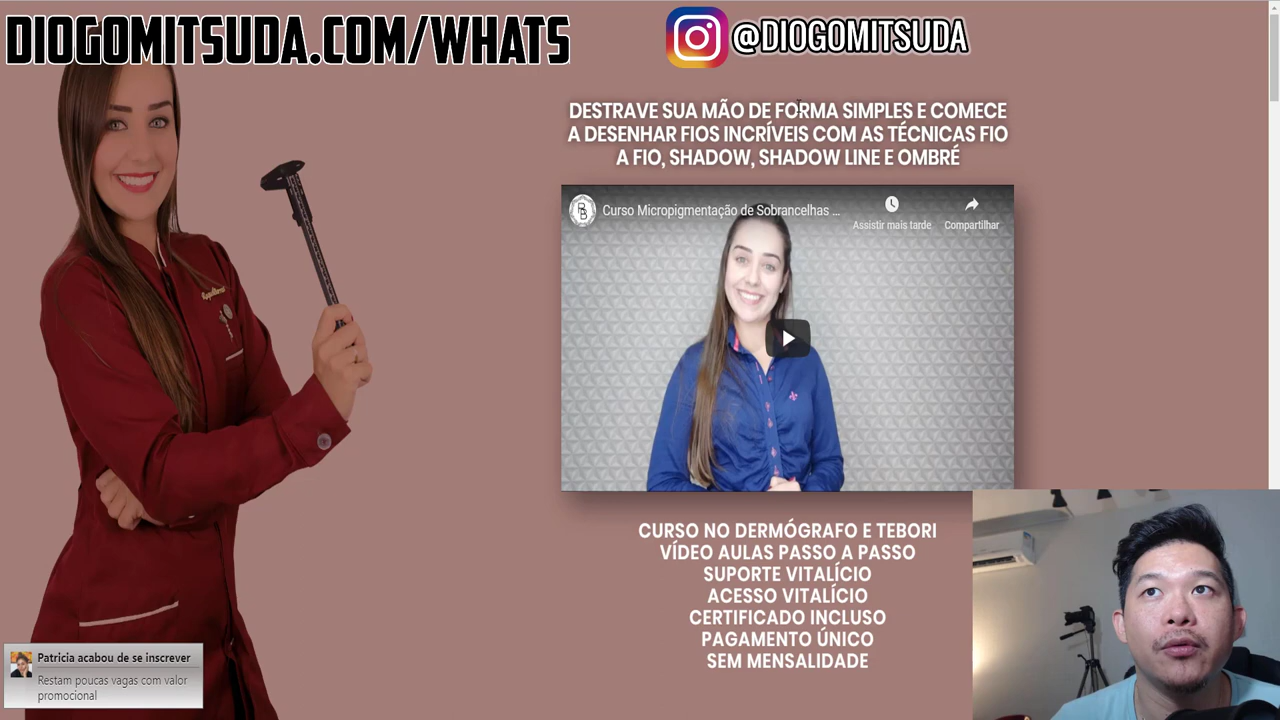 DIOGOMITSUDA.COM/WHATS
@DIOGOMITSUDA
DESTRAVE SUA MÃO DE FORMA SIMPLES E COMECE
A DESENHAR FIOS INCRÍVEIS COM AS TÉCNICAS FIO
A FIO, SHADOW, SHADOW LINE E OMBRÉ
Curso Micropigmentação de Sobrancelhas ...
Assistir mais tarde
Compartilhar
CURSO NO DERMÓGRAFO E TEBORI
VÍDEO AULAS PASSO A PASSO
SUPORTE VITALÍCIO
ACESSO VITALÍCIO
CERTIFICADO INCLUSO
PAGAMENTO ÚNICO
SEM MENSALIDADE
Patricia acabou de se inscrever
Restam poucas vagas com valor
promocional